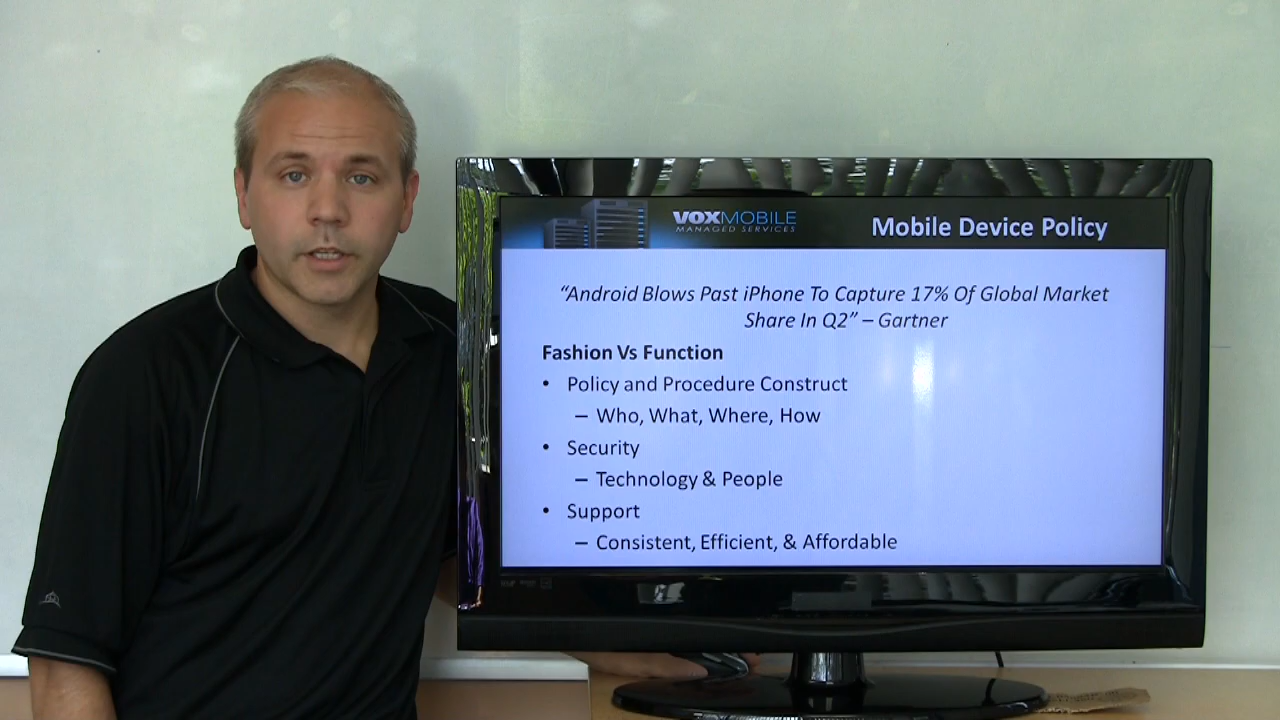 VOXMOBILE
MANAGED SERVICES
Mobile Device Policy
“Android Blows Past iPhone To Capture 17% Of Global Market
Share In Q2” – Gartner
Fashion Vs Function
• Policy and Procedure Construct
– Who, What, Where, How
• Security
– Technology & People
• Support
– Consistent, Efficient, & Affordable